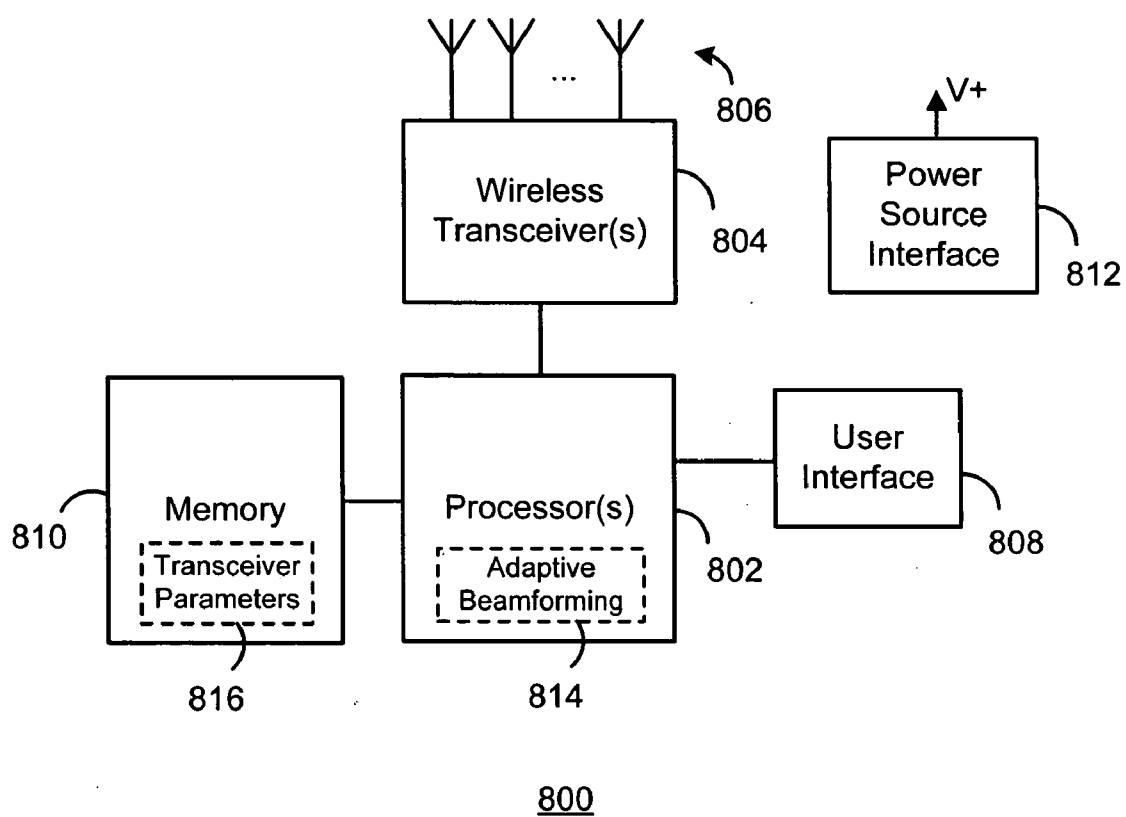 ...
806
V+
Wireless
Transceiver(s)
804
Power
Source
Interface
812
Memory
810
Transceiver
Parameters
816
Processor(s)
802
Adaptive
Beamforming
814
User
Interface
808
800